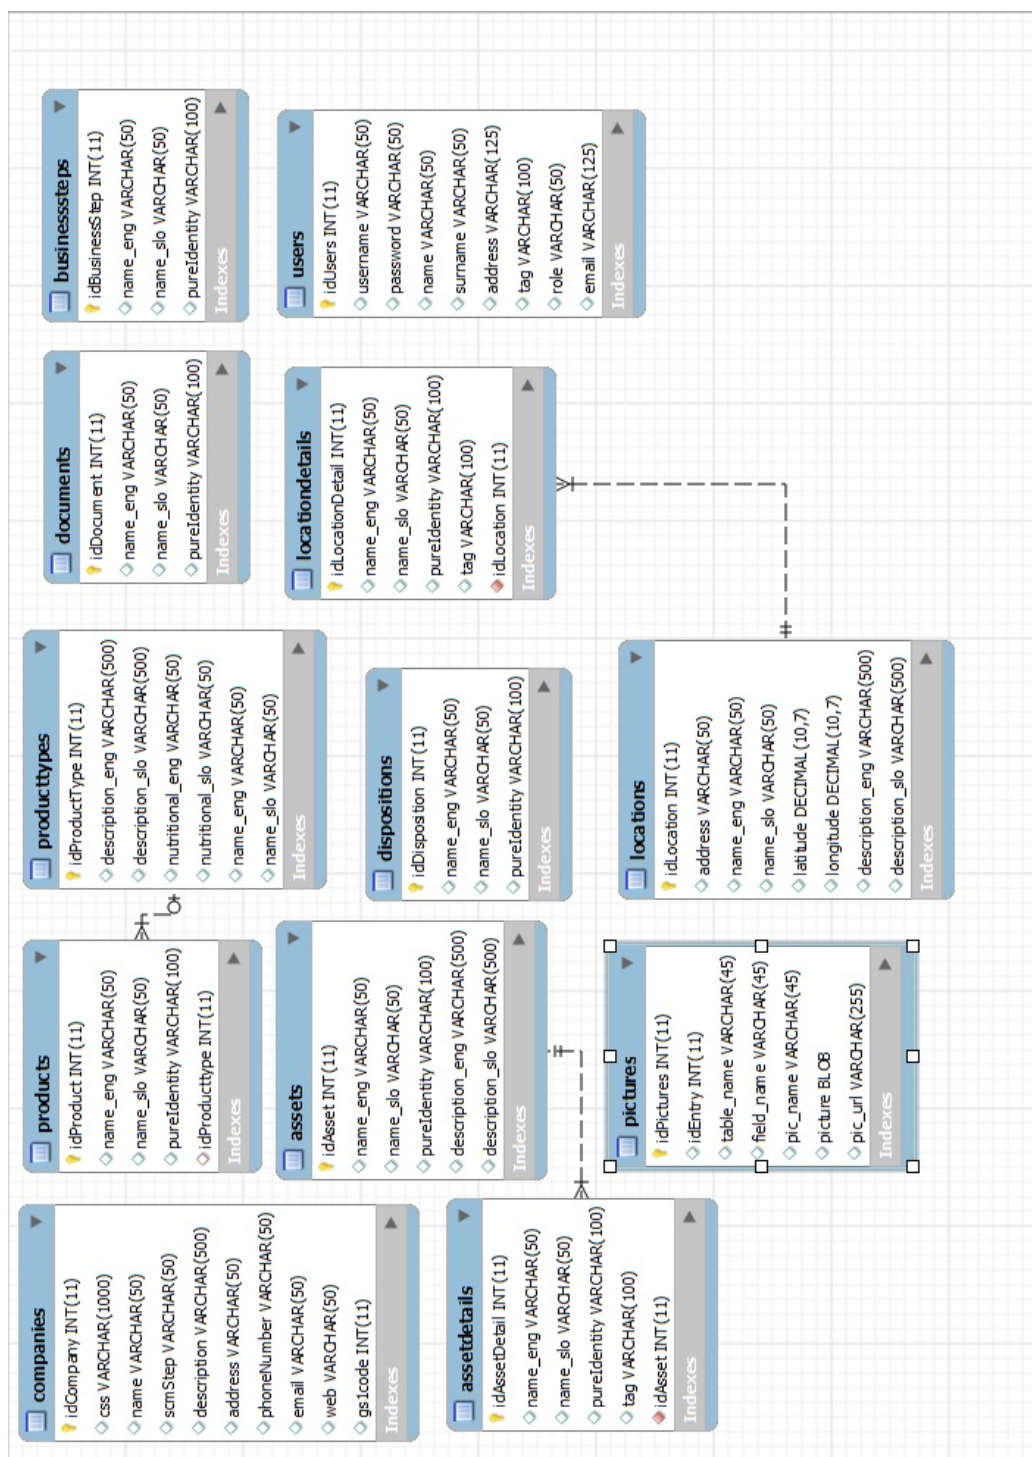 companies
idCompany INT(11)
css VARCHAR(1000)
name VARCHAR(50)
scmStep VARCHAR(50)
description VARCHAR(500)
address VARCHAR(50)
phoneNumber VARCHAR(50)
email VARCHAR(50)
web VARCHAR(50)
gs1code INT(11)
Indexes
products
idProduct INT(11)
name_eng VARCHAR(50)
name_slo VARCHAR(50)
pureIdentity VARCHAR(100)
idProducttype INT(11)
Indexes
producttypes
idProductType INT(11)
description_eng VARCHAR(500)
description_slo VARCHAR(500)
nutritional_eng VARCHAR(50)
nutritional_slo VARCHAR(50)
name_eng VARCHAR(50)
name_slo VARCHAR(50)
Indexes
documents
idDocument INT(11)
name_eng VARCHAR(50)
name_slo VARCHAR(50)
pureIdentity VARCHAR(100)
Indexes
businesssteps
idBusinessStep INT(11)
name_eng VARCHAR(50)
name_slo VARCHAR(50)
pureIdentity VARCHAR(100)
Indexes
assets
idAsset INT(11)
name_eng VARCHAR(50)
name_slo VARCHAR(50)
pureIdentity VARCHAR(100)
description_eng VARCHAR(500)
description_slo VARCHAR(500)
Indexes
dispositions
idDisposition INT(11)
name_eng VARCHAR(50)
name_slo VARCHAR(50)
pureIdentity VARCHAR(100)
Indexes
locationdetails
idLocationDetail INT(11)
name_eng VARCHAR(50)
name_slo VARCHAR(50)
pureIdentity VARCHAR(100)
tag VARCHAR(100)
idLocation INT(11)
Indexes
users
idUsers INT(11)
username VARCHAR(50)
password VARCHAR(50)
name VARCHAR(50)
surname VARCHAR(50)
address VARCHAR(125)
tag VARCHAR(100)
role VARCHAR(50)
email VARCHAR(125)
Indexes
assetdetails
idAssetDetail INT(11)
name_eng VARCHAR(50)
name_slo VARCHAR(50)
pureIdentity VARCHAR(100)
tag VARCHAR(100)
idAsset INT(11)
Indexes
pictures
idPictures INT(11)
idEntry INT(11)
table_name VARCHAR(45)
field_name VARCHAR(45)
pic_name VARCHAR(45)
picture BLOB
pic_url VARCHAR(255)
Indexes
locations
idLocation INT(11)
address VARCHAR(50)
name_eng VARCHAR(50)
name_slo VARCHAR(50)
latitude DECIMAL(10,7)
longitude DECIMAL(10,7)
description_eng VARCHAR(500)
description_slo VARCHAR(500)
Indexes